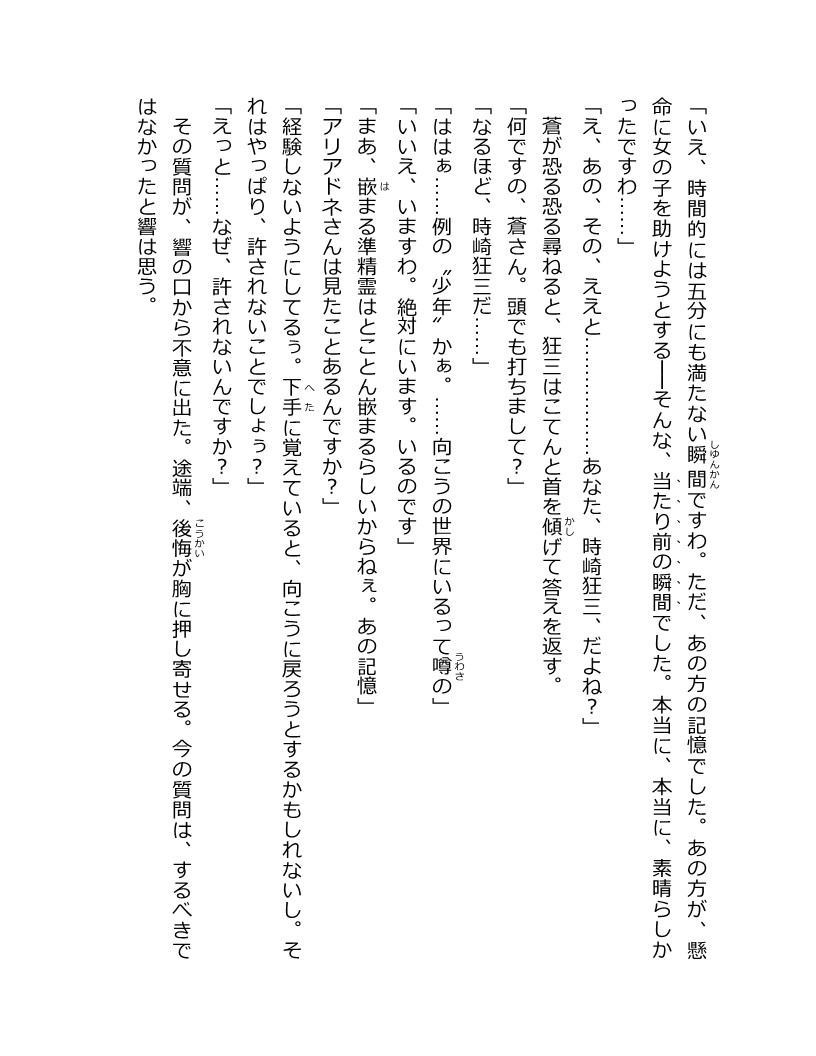 「いえ、時間的には五分にも満たない瞬間ですわ。ただ、あの方の記憶でした。あの方が、懸
命に女の子を助けようとする──そんな、当たり前の瞬間でした。本当に、本当に、素晴らしか
ったですわ……」
「え、あの、その、ええと………………あなた、時崎狂三、だよね？」
　蒼が恐る恐る尋ねると、狂三はこてんと首を傾げて答えを返す。
「何ですの、蒼さん。頭でも打ちまして？」
「なるほど、時崎狂三だ……」
「ははぁ……例の〝少年〟かぁ。……向こうの世界にいるって噂の」
「いいえ、いますわ。絶対にいます。いるのです」
「まあ、嵌まる準精霊はとことん嵌まるらしいからねぇ。あの記憶」
「アリアドネさんは見たことあるんですか？」
「経験しないようにしてるぅ。下手に覚えていると、向こうに戻ろうとするかもしれないし。そ
れはやっぱり、許されないことでしょぅ？」
「えっと……なぜ、許されないんですか？」
　その質問が、響の口から不意に出た。途端、後悔が胸に押し寄せる。今の質問は、するべきで
はなかったと響は思う。